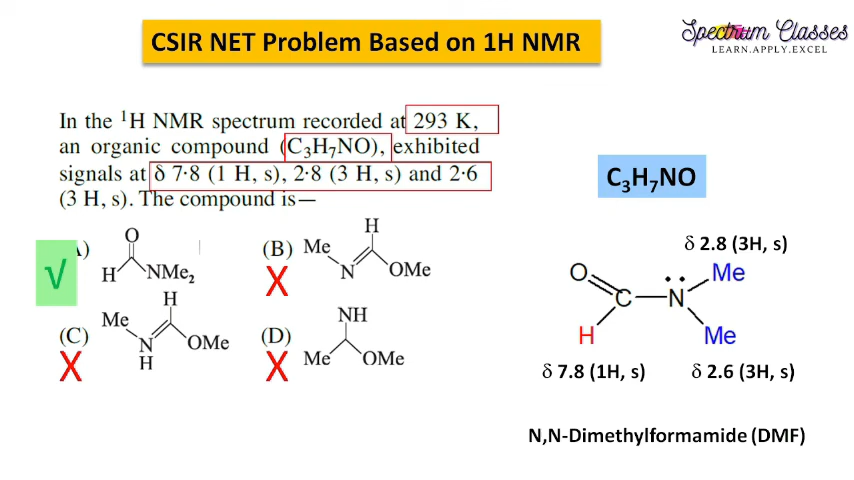 CSIR NET Problem Based on 1H NMR
Spectrum Classes
LEARN.APPLY.EXCEL
In the ¹H NMR spectrum recorded at 293 K,
an organic compound (C₃H₇NO), exhibited
signals at δ 7·8 (1 H, s), 2·8 (3 H, s) and 2·6
(3 H, s). The compound is—
√ )
O
H NMe₂
(B)
X
H
Me
N OMe
(C)
X
H
Me
N
H
OMe
(D)
X
NH
Me OMe
C₃H₇NO
δ 2.8 (3H, s)
O
C N
Me
H
Me
δ 7.8 (1H, s) δ 2.6 (3H, s)
N,N-Dimethylformamide (DMF)